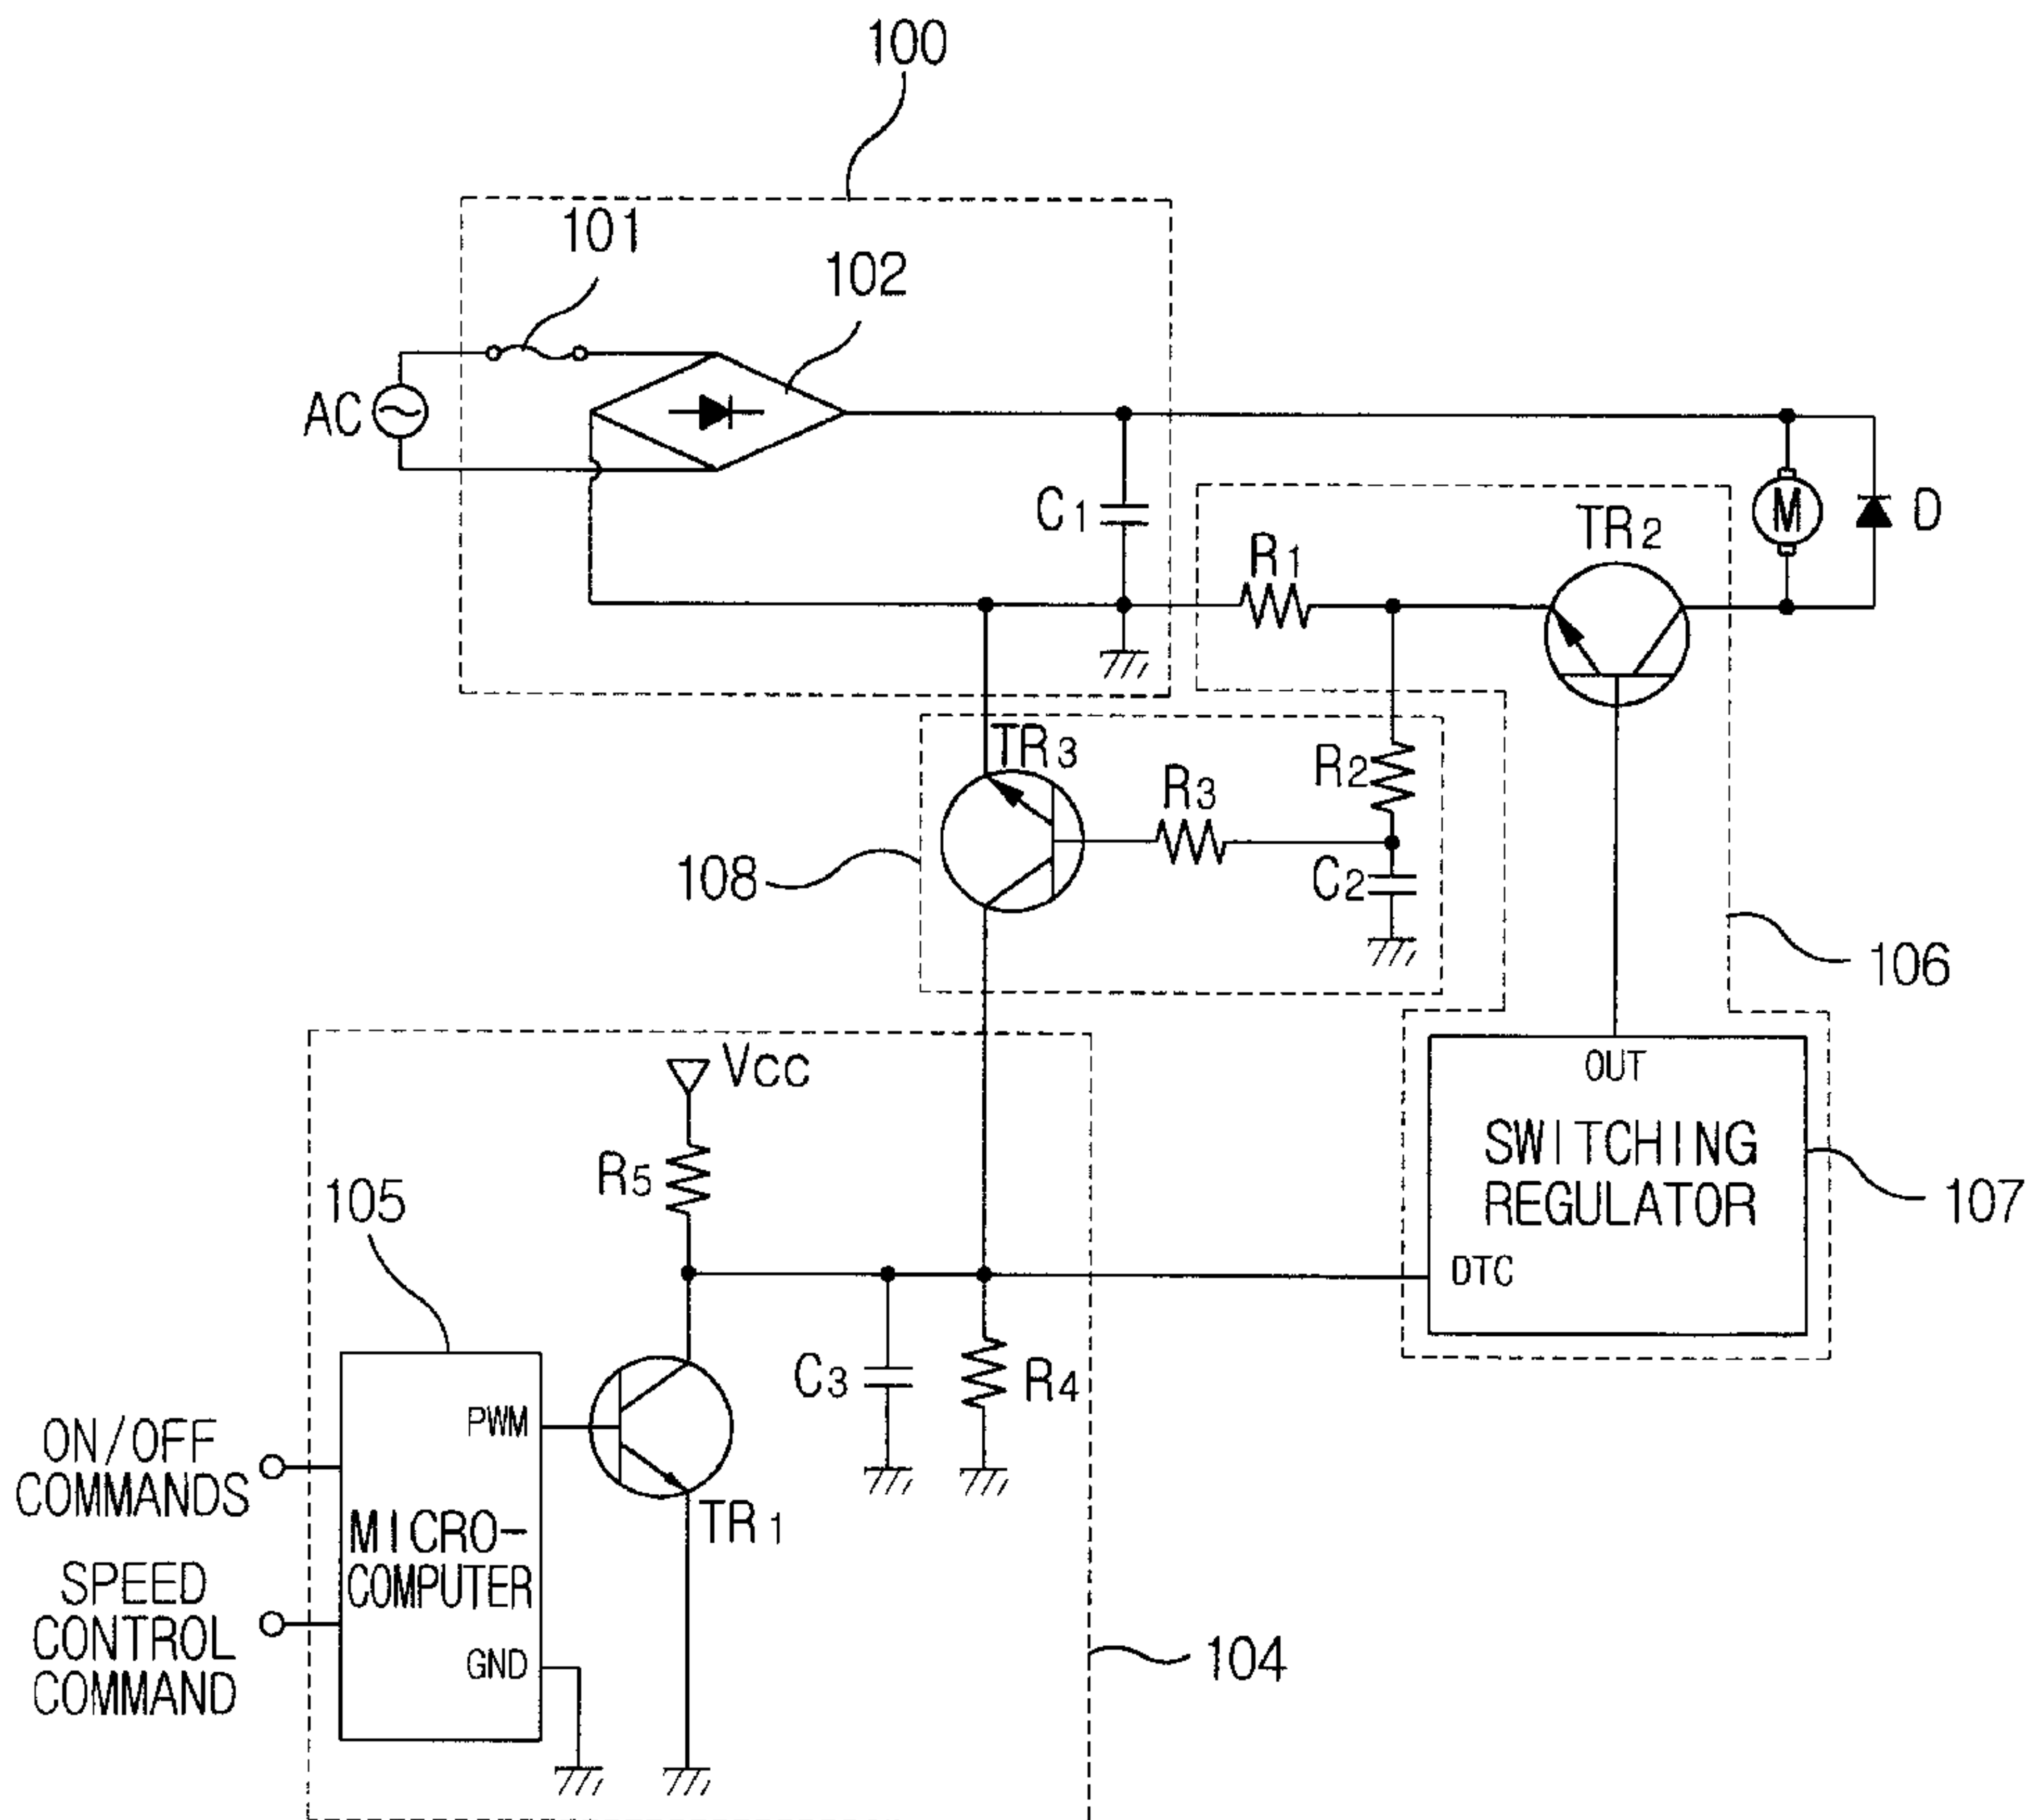 100
101
102
AC
C1
R1
TR2
M
D
TR3
R3
R2
C2
108
106
Vcc
R5
105
OUT
SWITCHING
REGULATOR
107
DTC
C3
R4
PWM
ON/OFF
COMMANDS
TR1
MICRO-
COMPUTER
SPEED
CONTROL
COMMAND
GND
104